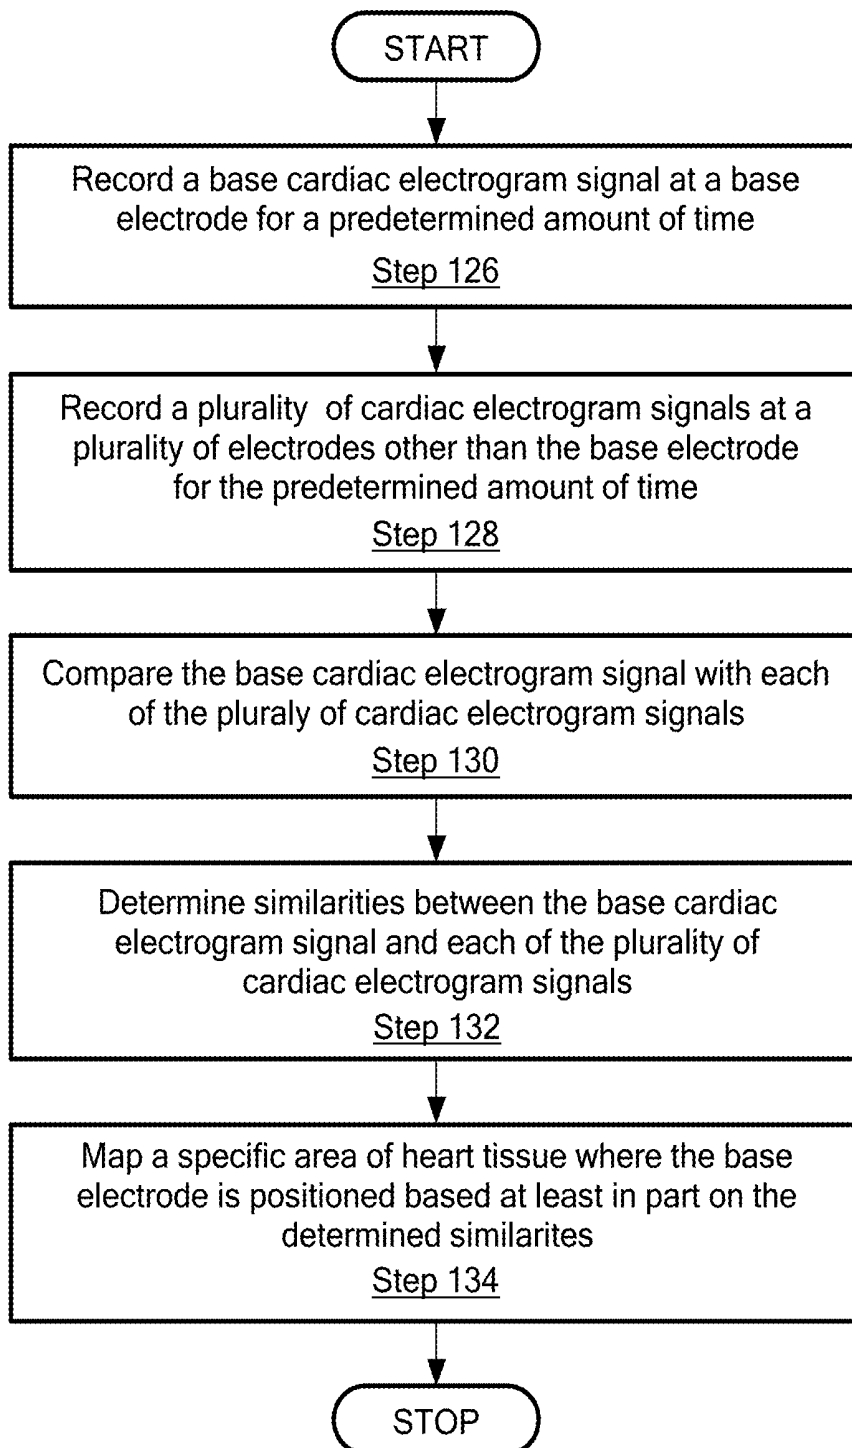 START
Record a base cardiac electrogram signal at a base
electrode for a predetermined amount of time
Step 126
Record a plurality of cardiac electrogram signals at a
plurality of electrodes other than the base electrode
for the predetermined amount of time
Step 128
Compare the base cardiac electrogram signal with each
of the pluraly of cardiac electrogram signals
Step 130
Determine similarities between the base cardiac
electrogram signal and each of the plurality of
cardiac electrogram signals
Step 132
Map a specific area of heart tissue where the base
electrode is positioned based at least in part on the
determined similarites
Step 134
STOP